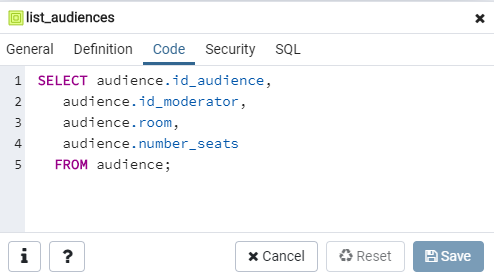 list_audiences
General Definition Code Security SQL
1 SELECT audience.id_audience,
2 audience.id_moderator,
3 audience.room,
4 audience.number_seats
5 FROM audience;
i ? Cancel Reset Save